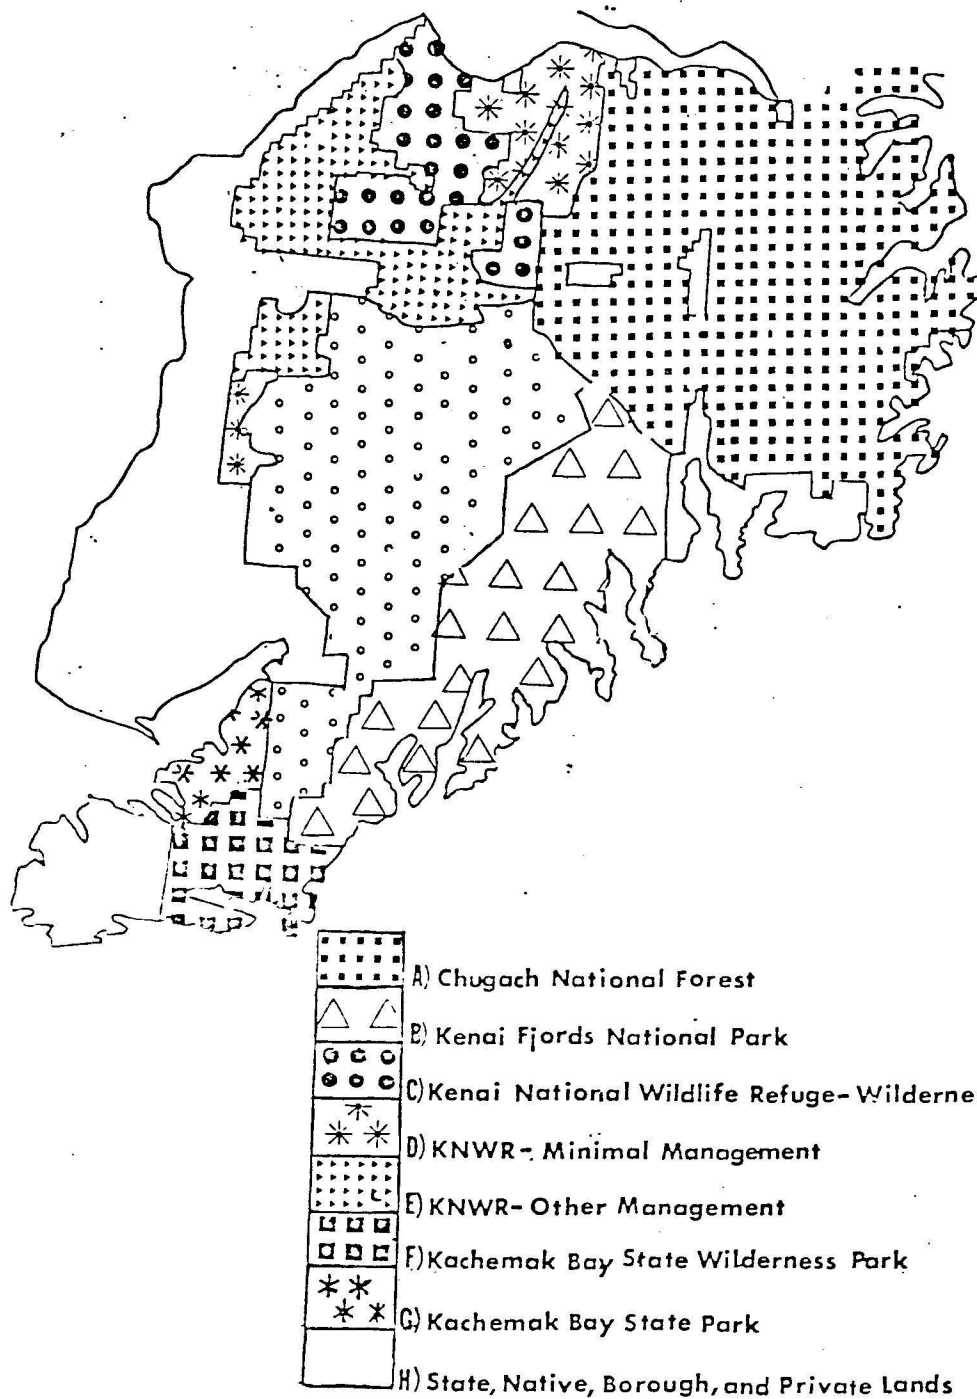 A) Chugach National Forest
B) Kenai Fjords National Park
C) Kenai National Wildlife Refuge-Wilderne
D) KNWR- Minimal Management
E) KNWR-Other Management
F) Kachemak Bay State Wilderness Park
G) Kachemak Bay State Park
H) State, Native, Borough, and Private Lands